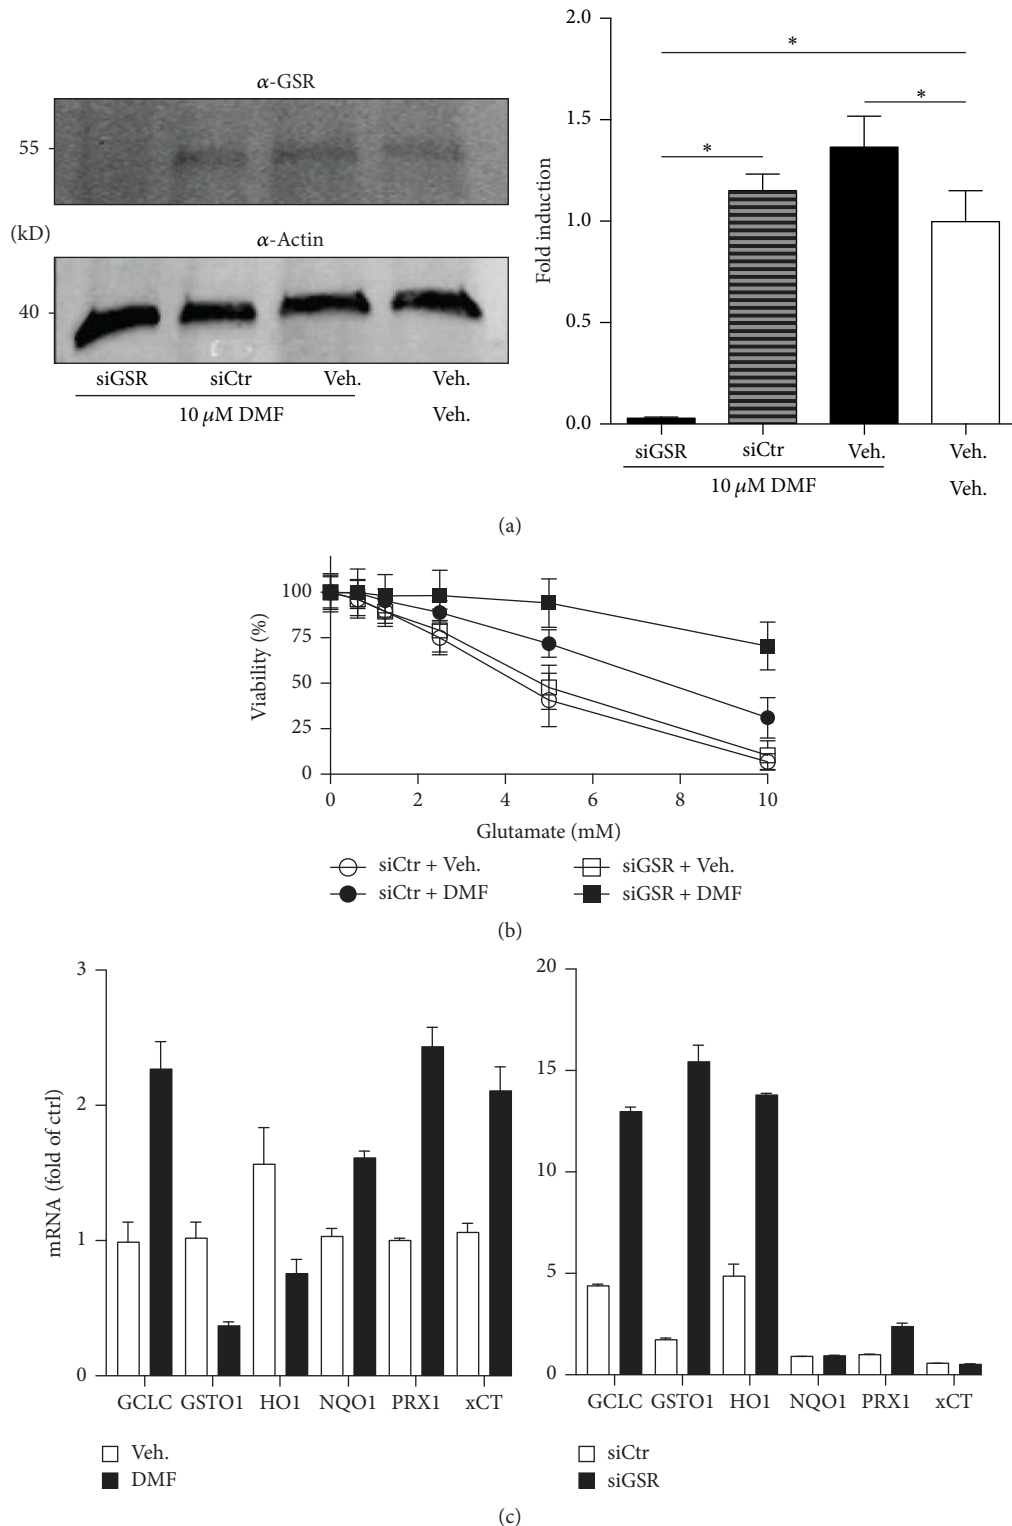 α-GSR
55
(kD)
α-Actin
40
siGSR siCtr Veh. Veh.
10 μM DMF Veh.
2.0
1.5
1.0
0.5
0.0
Fold induction
*
*
*
siGSR siCtr Veh. Veh.
10 μM DMF Veh.
(a)
100
75
50
25
0
Viability (%)
0 2 4 6 8 10
Glutamate (mM)
siCtr + Veh. siGSR + Veh.
siCtr + DMF siGSR + DMF
(b)
3
2
1
0
mRNA (fold of ctrl)
GCLC GSTO1 HO1 NQO1 PRX1 xCT
Veh.
DMF
20
15
10
5
0
GCLC GSTO1 HO1 NQO1 PRX1 xCT
siCtr
siGSR
(c)